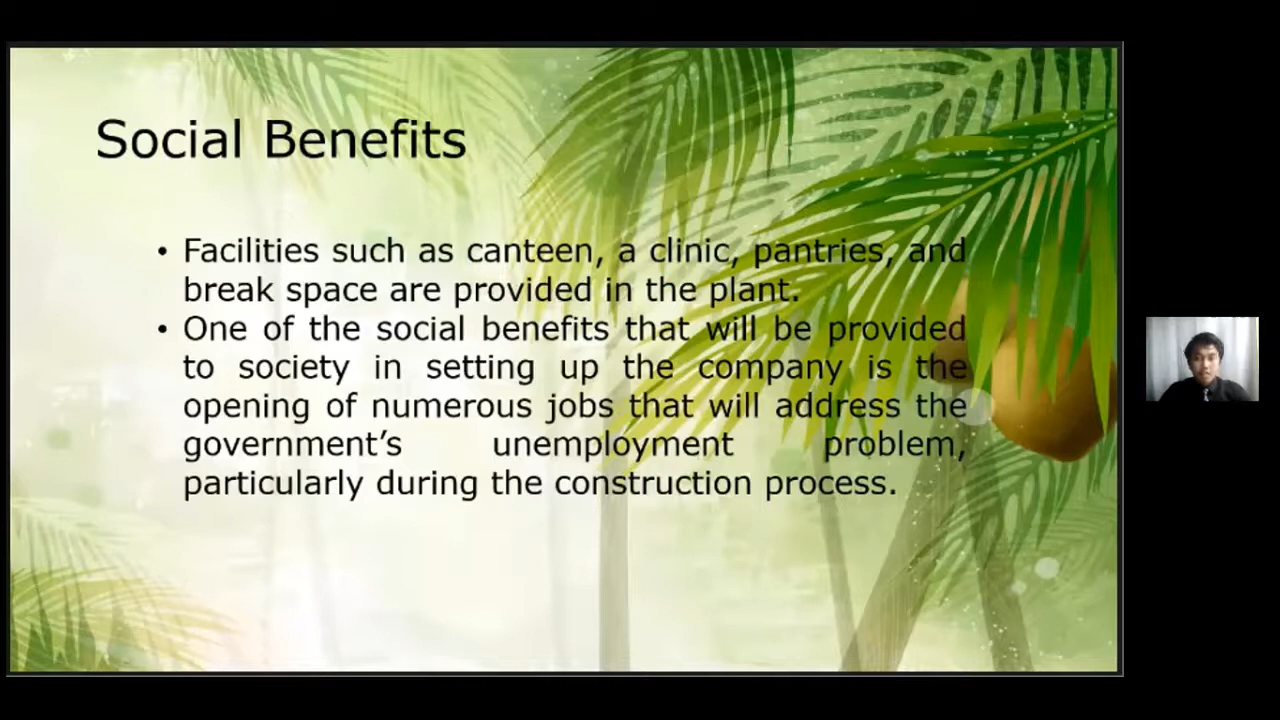 Social Benefits
• Facilities such as canteen, a clinic, pantries, and
break space are provided in the plant.
• One of the social benefits that will be provided
to society in setting up the company is the
opening of numerous jobs that will address the
government’s unemployment problem,
particularly during the construction process.